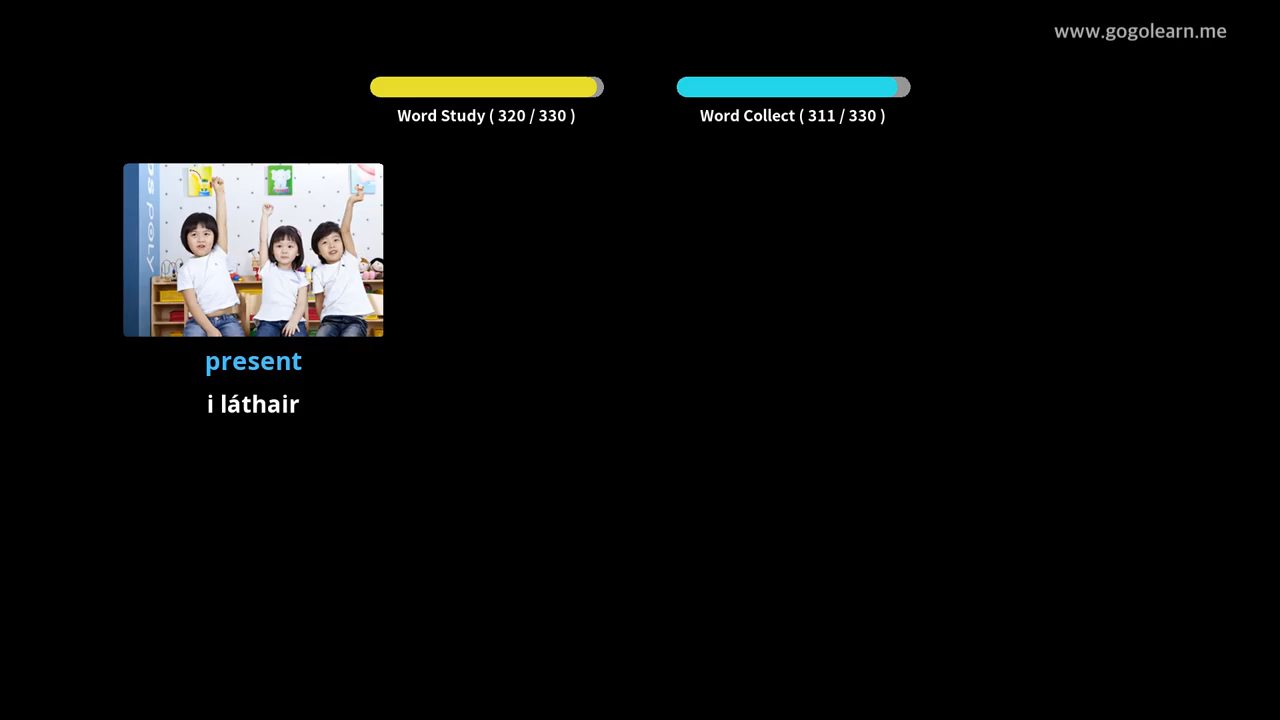 www.gogolearn.me
Word Study ( 320 / 330 )
Word Collect ( 311 / 330 )
present
i láthair